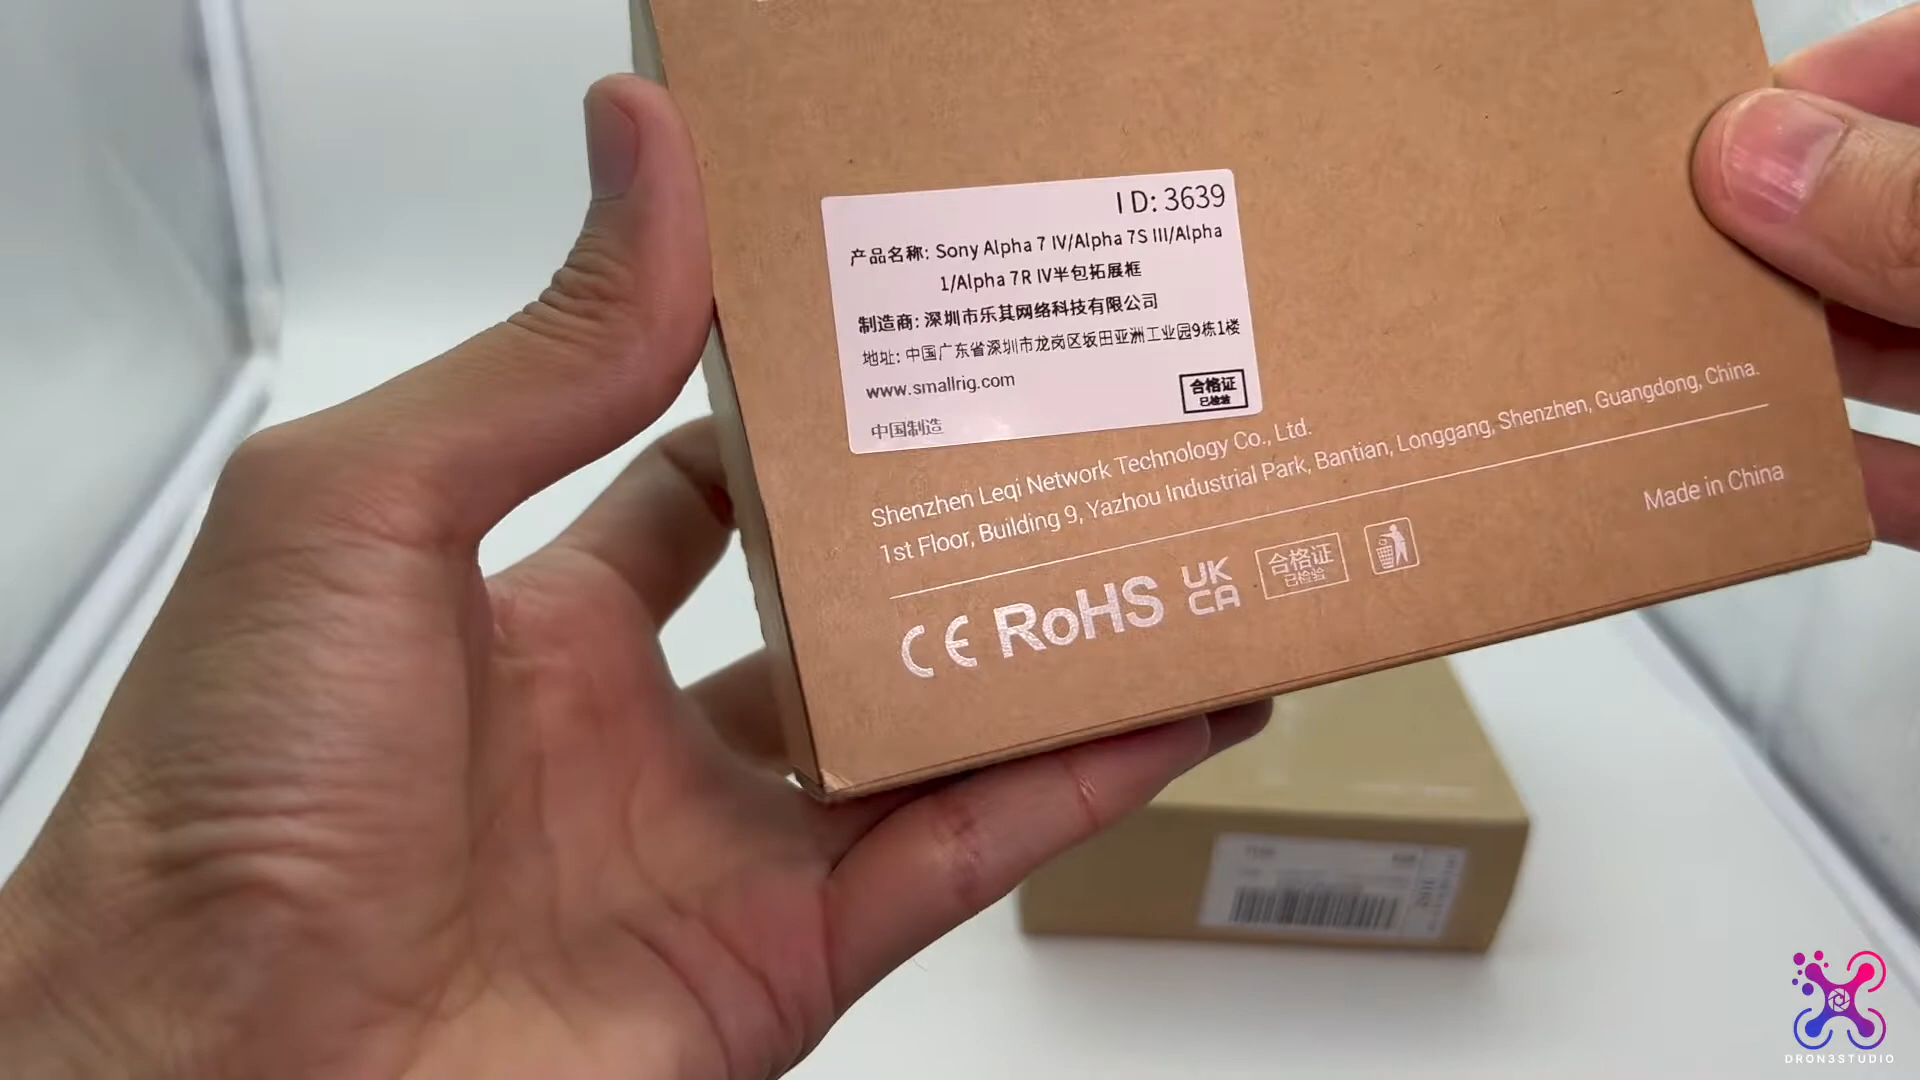 ID: 3639
产品名称: Sony Alpha 7 IV/Alpha 7S III/Alpha
1/Alpha 7R IV半包拓展框
制造商: 深圳市乐其网络科技有限公司
地址: 中国广东省深圳市龙岗区坂田亚洲工业园9栋1楼
www.smallrig.com
合格证
已检验
中国制造
Shenzhen Leqi Network Technology Co., Ltd.
1st Floor, Building 9, Yazhou Industrial Park, Bantian, Longgang, Shenzhen, Guangdong, China.
Made in China
CE RoHS UK CA
合格证
已检验
DRON3STUDIO